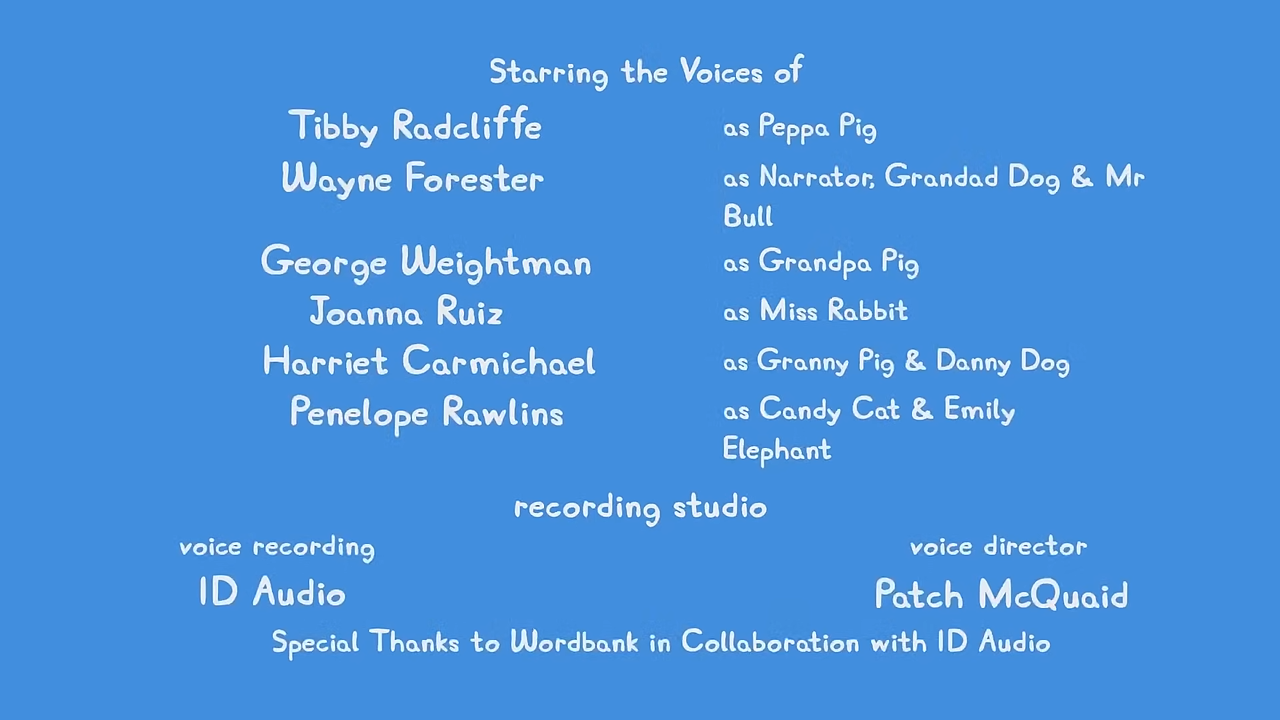 Starring the Voices of
Tibby Radcliffe as Peppa Pig
Wayne Forester as Narrator, Grandad Dog & Mr
Bull
George Weightman as Grandpa Pig
Joanna Ruiz as Miss Rabbit
Harriet Carmichael as Granny Pig & Danny Dog
Penelope Rawlins as Candy Cat & Emily
Elephant
recording studio
voice recording voice director
ID Audio Patch McQuaid
Special Thanks to Wordbank in Collaboration with ID Audio